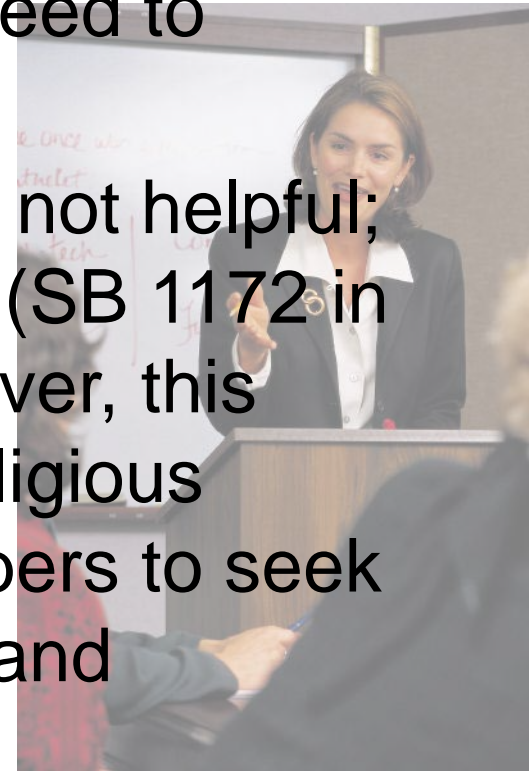 eed to
not helpful;
(SB 1172 in
ver, this
ligious
bers to seek
and